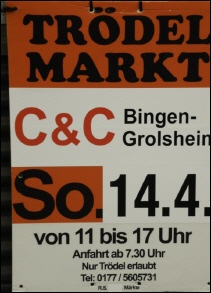 TRÖDEL
MARKT
C&C Bingen-
Grolsheim
So. 14.4.
von 11 bis 17 Uhr
Anfahrt ab 7.30 Uhr
Nur Trödel erlaubt
Tel: 0177 / 5605731
R.S. Märkte